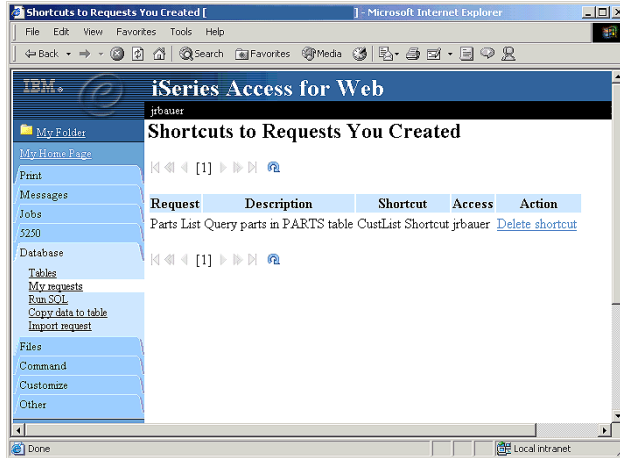 Shortcuts to Requests You Created [ ] - Microsoft Internet Explorer
File Edit View Favorites Tools Help
Back Search Favorites Media
IBM e iSeries Access for Web
jrbauer
My Folder
My Home Page
Print
Messages
Jobs
5250
Database
Tables
My requests
Run SQL
Copy data to table
Import request
Files
Command
Customize
Other
Shortcuts to Requests You Created
[1]
Request Description Shortcut Access Action
Parts List Query parts in PARTS table CustList Shortcut jrbauer Delete shortcut
[1]
Done Local intranet